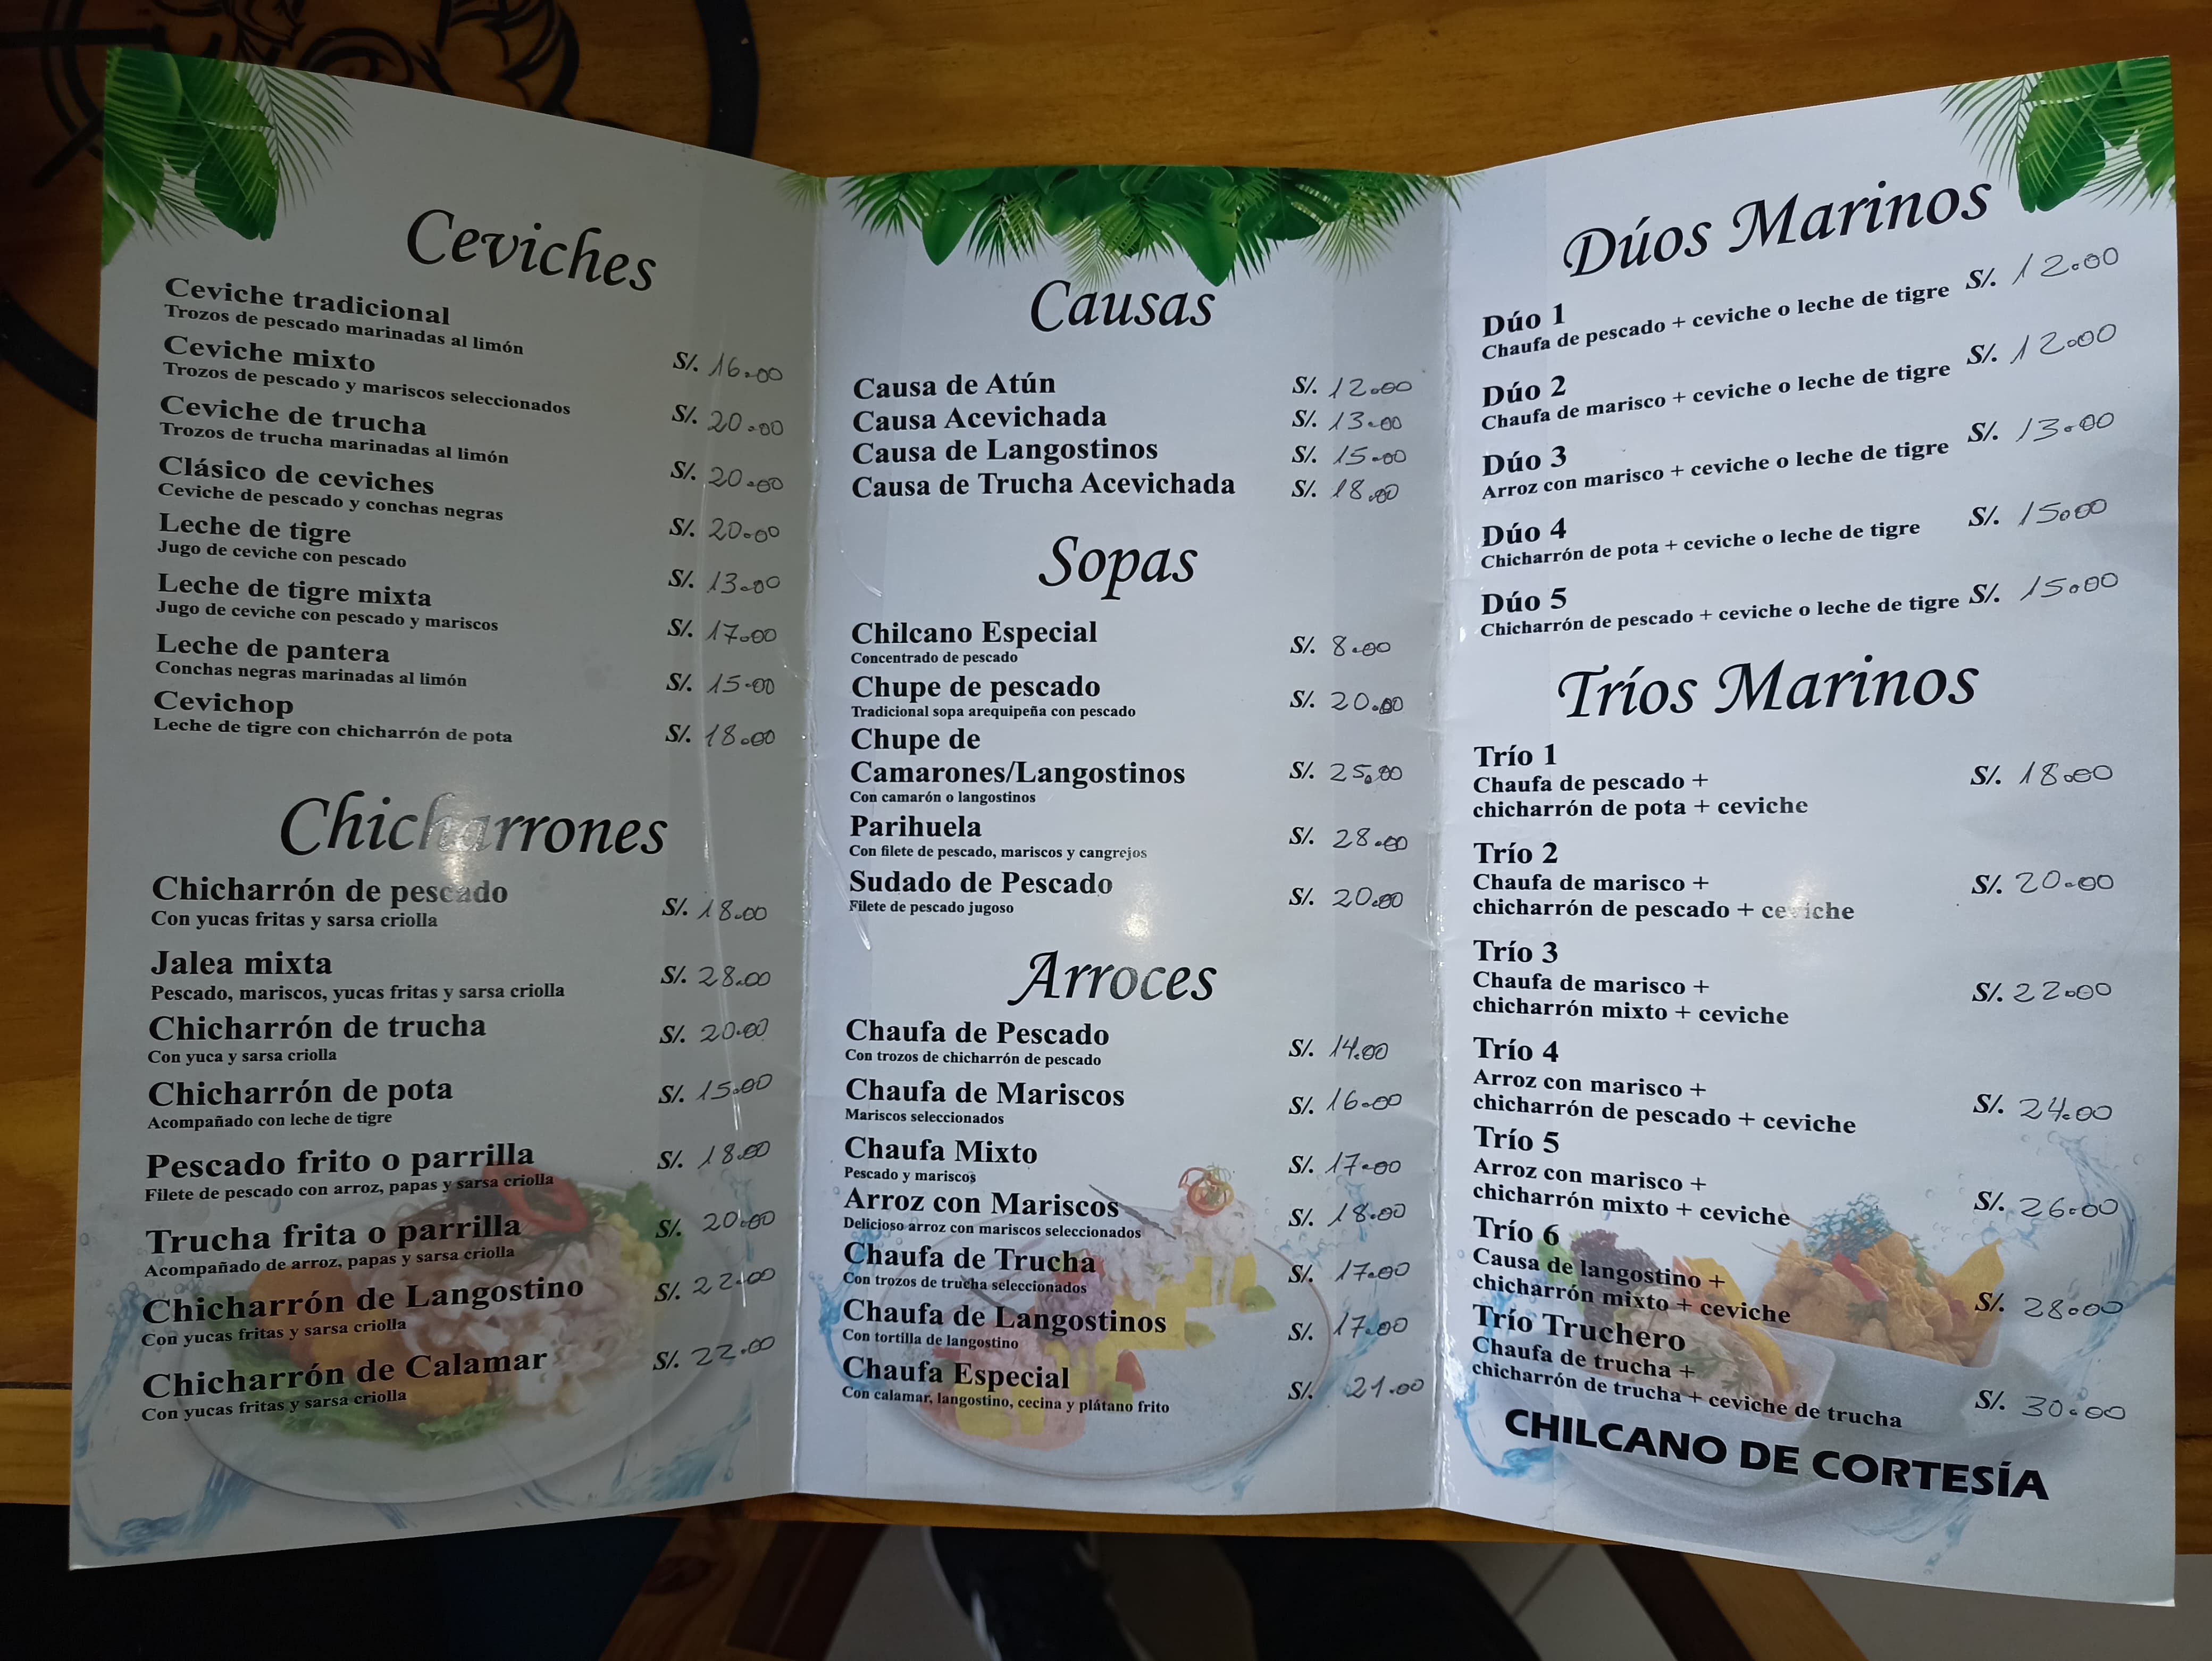 Ceviches
Ceviche tradicional
Trozos de pescado marinadas al limón
S/. 16.00
Ceviche mixto
Trozos de pescado y mariscos seleccionados
S/. 20.00
Ceviche de trucha
Trozos de trucha marinadas al limón
S/. 20.00
Clásico de ceviches
Ceviche de pescado y conchas negras
S/. 20.00
Leche de tigre
Jugo de ceviche con pescado
S/. 13.00
Leche de tigre mixta
Jugo de ceviche con pescado y mariscos
S/. 17.00
Leche de pantera
Conchas negras marinadas al limón
S/. 15.00
Cevichop
Leche de tigre con chicharrón de pota
S/. 18.00
Chicharrones
Chicharrón de pescado
S/. 18.00
Con yucas fritas y sarsa criolla
Jalea mixta
S/. 28.00
Pescado, mariscos, yucas fritas y sarsa criolla
Chicharrón de trucha
S/. 20.00
Con yuca y sarsa criolla
Chicharrón de pota
S/. 15.00
Acompañado con leche de tigre
Pescado frito o parrilla
S/. 18.00
Filete de pescado con arroz, papas y sarsa criolla
Trucha frita o parrilla
S/. 20.00
Acompañado de arroz, papas y sarsa criolla
Chicharrón de Langostino
S/. 22.00
Con yucas fritas y sarsa criolla
Chicharrón de Calamar
S/. 22.00
Con yucas fritas y sarsa criolla
Causas
Causa de Atún S/. 12.00
Causa Acevichada S/. 13.00
Causa de Langostinos S/. 15.00
Causa de Trucha Acevichada S/. 18.00
Sopas
Chilcano Especial
S/. 8.00
Concentrado de pescado
Chupe de pescado
S/. 20.00
Tradicional sopa arequipeña con pescado
Chupe de
Camarones/Langostinos S/. 25.00
Con camarón o langostinos
Parihuela
S/. 28.00
Con filete de pescado, mariscos y cangrejos
Sudado de Pescado
S/. 20.00
Filete de pescado jugoso
Arroces
Chaufa de Pescado
S/. 14.00
Con trozos de chicharrón de pescado
Chaufa de Mariscos
S/. 16.00
Mariscos seleccionados
Chaufa Mixto
S/. 17.00
Pescado y mariscos
Arroz con Mariscos
S/. 18.00
Delicioso arroz con mariscos seleccionados
Chaufa de Trucha
S/. 17.00
Con trozos de trucha seleccionados
Chaufa de Langostinos
S/. 17.00
Con tortilla de langostino
Chaufa Especial
S/. 21.00
Con calamar, langostino, cecina y plátano frito
Dúos Marinos
Dúo 1
Chaufa de pescado + ceviche o leche de tigre S/. 12.00
Dúo 2
Chaufa de marisco + ceviche o leche de tigre S/. 12.00
Dúo 3
Arroz con marisco + ceviche o leche de tigre S/. 13.00
Dúo 4
Chicharrón de pota + ceviche o leche de tigre S/. 15.00
Dúo 5
Chicharrón de pescado + ceviche o leche de tigre S/. 15.00
Tríos Marinos
Trío 1
Chaufa de pescado + S/. 18.00
chicharrón de pota + ceviche
Trío 2
Chaufa de marisco + S/. 20.00
chicharrón de pescado + ceviche
Trío 3
Chaufa de marisco + S/. 22.00
chicharrón mixto + ceviche
Trío 4
Arroz con marisco +
chicharrón de pescado + ceviche S/. 24.00
Trío 5
Arroz con marisco +
chicharrón mixto + ceviche S/. 26.00
Trío 6
Causa de langostino +
chicharrón mixto + ceviche S/. 28.00
Trío Truchero
Chaufa de trucha +
chicharrón de trucha + ceviche de trucha S/. 30.00
CHILCANO DE CORTESÍA